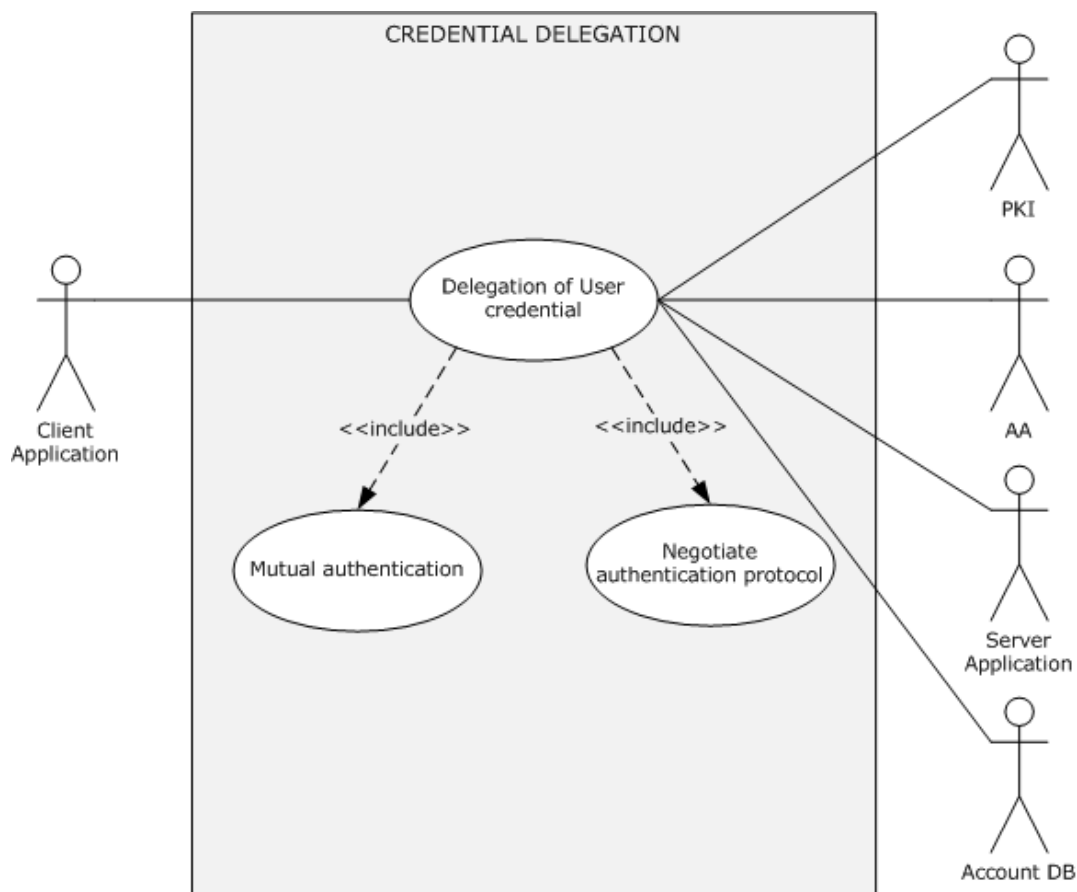 CREDENTIAL DELEGATION
PKI
Delegation of User
credential
Client
Application
AA
<<include>>
<<include>>
Mutual authentication
Negotiate
authentication protocol
Server
Application
Account DB